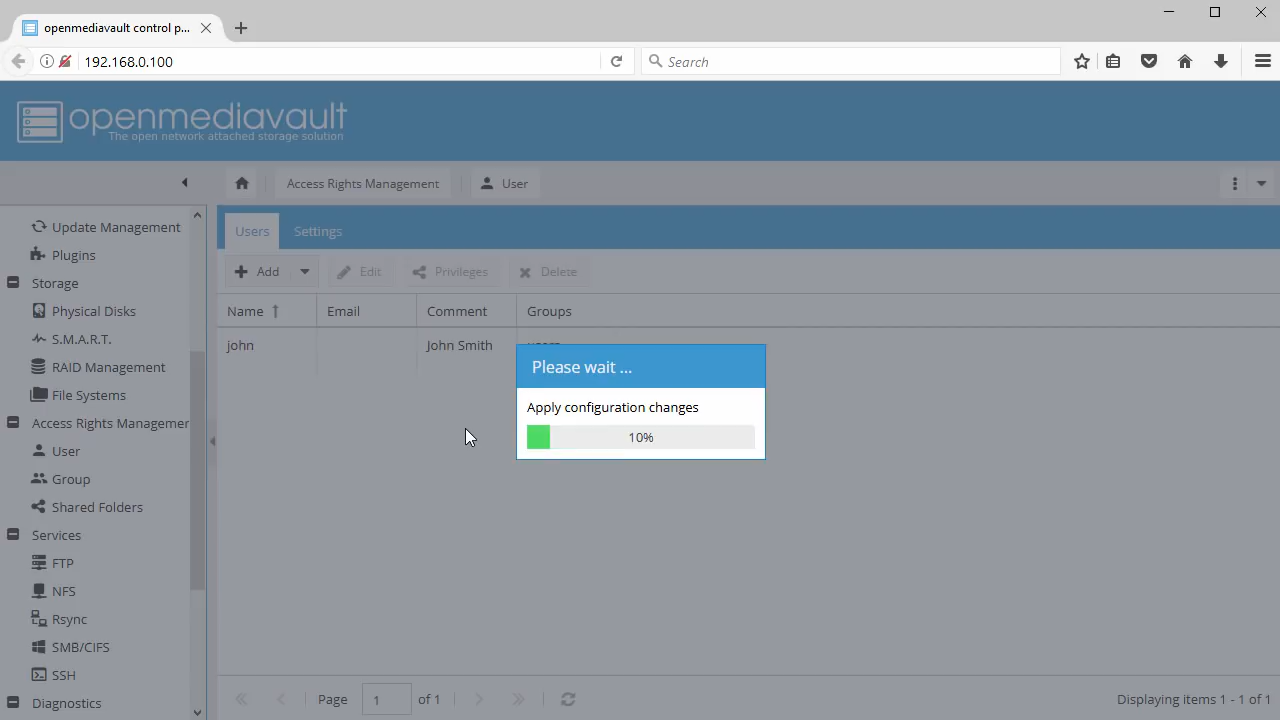 openmediavault control p...
192.168.0.100
Search
openmediavault
The open network attached storage solution
Access Rights Management
User
Update Management
Plugins
Storage
Physical Disks
S.M.A.R.T.
RAID Management
File Systems
Access Rights Managemer
User
Group
Shared Folders
Services
FTP
NFS
Rsync
SMB/CIFS
SSH
Diagnostics
Users
Settings
Add
Edit
Privileges
Delete
Name
Email
Comment
Groups
john
John Smith
users
Please wait ...
Apply configuration changes
10%
Page
1
of 1
Displaying items 1 - 1 of 1